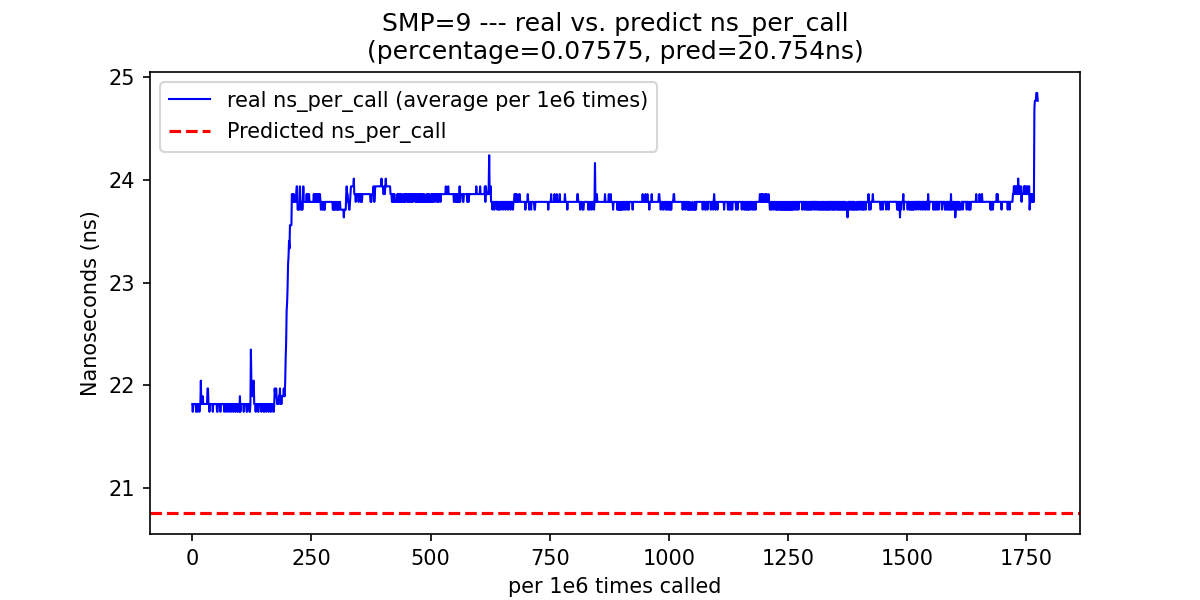 SMP=9 --- real vs. predict ns_per_call
(percentage=0.07575, pred=20.754ns)
real ns_per_call (average per 1e6 times)
Predicted ns_per_call
Nanoseconds (ns)
25
24
23
22
21
0 250 500 750 1000 1250 1500 1750
per 1e6 times called